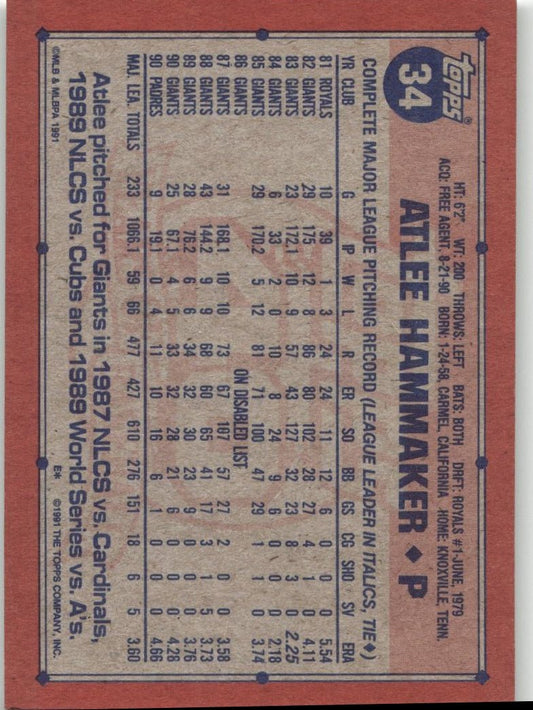 topps®
34
HT: 6'2" WT: 200 THROWS: LEFT BATS: BOTH DRAFT: ROYALS #1-JUNE, 1979
ACQ: FREE AGENT, 8-21-90 BORN: 1-24-58, CARMEL, CALIFORNIA HOME: KNOXVILLE, TENN.
ATLEE HAMMAKER ♦ P
COMPLETE MAJOR LEAGUE PITCHING RECORD (LEAGUE LEADER IN ITALICS, TIE♦)
YR CLUB G IP W L R ER SO BB GS CG SHO SV ERA
81 ROYALS 10 39 1 3 24 24 11 12 6 0 0 0 5.54
82 GIANTS 29 175 12 8 86 80 102 28 27 4 1 0 4.11
83 GIANTS 23 172.1 10 9 57 43 127 32 23 8 3 0 2.25
84 GIANTS 6 33 2 0 10 8 24 9 6 0 0 0 2.18
85 GIANTS 29 170.2 5 12 81 71 100 47 29 1 1 0 3.74
86 GIANTS ON DISABLED LIST
87 GIANTS 31 168.1 10 10 73 67 107 57 27 2 0 0 3.58
88 GIANTS 43 144.2 9 9 68 60 65 41 17 3 1 5 3.73
89 GIANTS 28 76.2 6 6 34 32 30 23 9 0 0 0 3.76
90 GIANTS 25 67.1 4 5 33 32 28 21 6 0 0 0 4.28
90 PADRES 9 19.1 0 4 11 10 16 6 1 0 0 0 4.66
MAJ. LEA. TOTALS 233 1066.1 59 66 477 427 610 276 151 18 6 5 3.60
Atlee pitched for Giants in 1987 NLCS vs. Cardinals,
1989 NLCS vs. Cubs and 1989 World Series vs. A's.
©MLB & MLBPA 1991 E* ©1991 THE TOPPS COMPANY, INC.